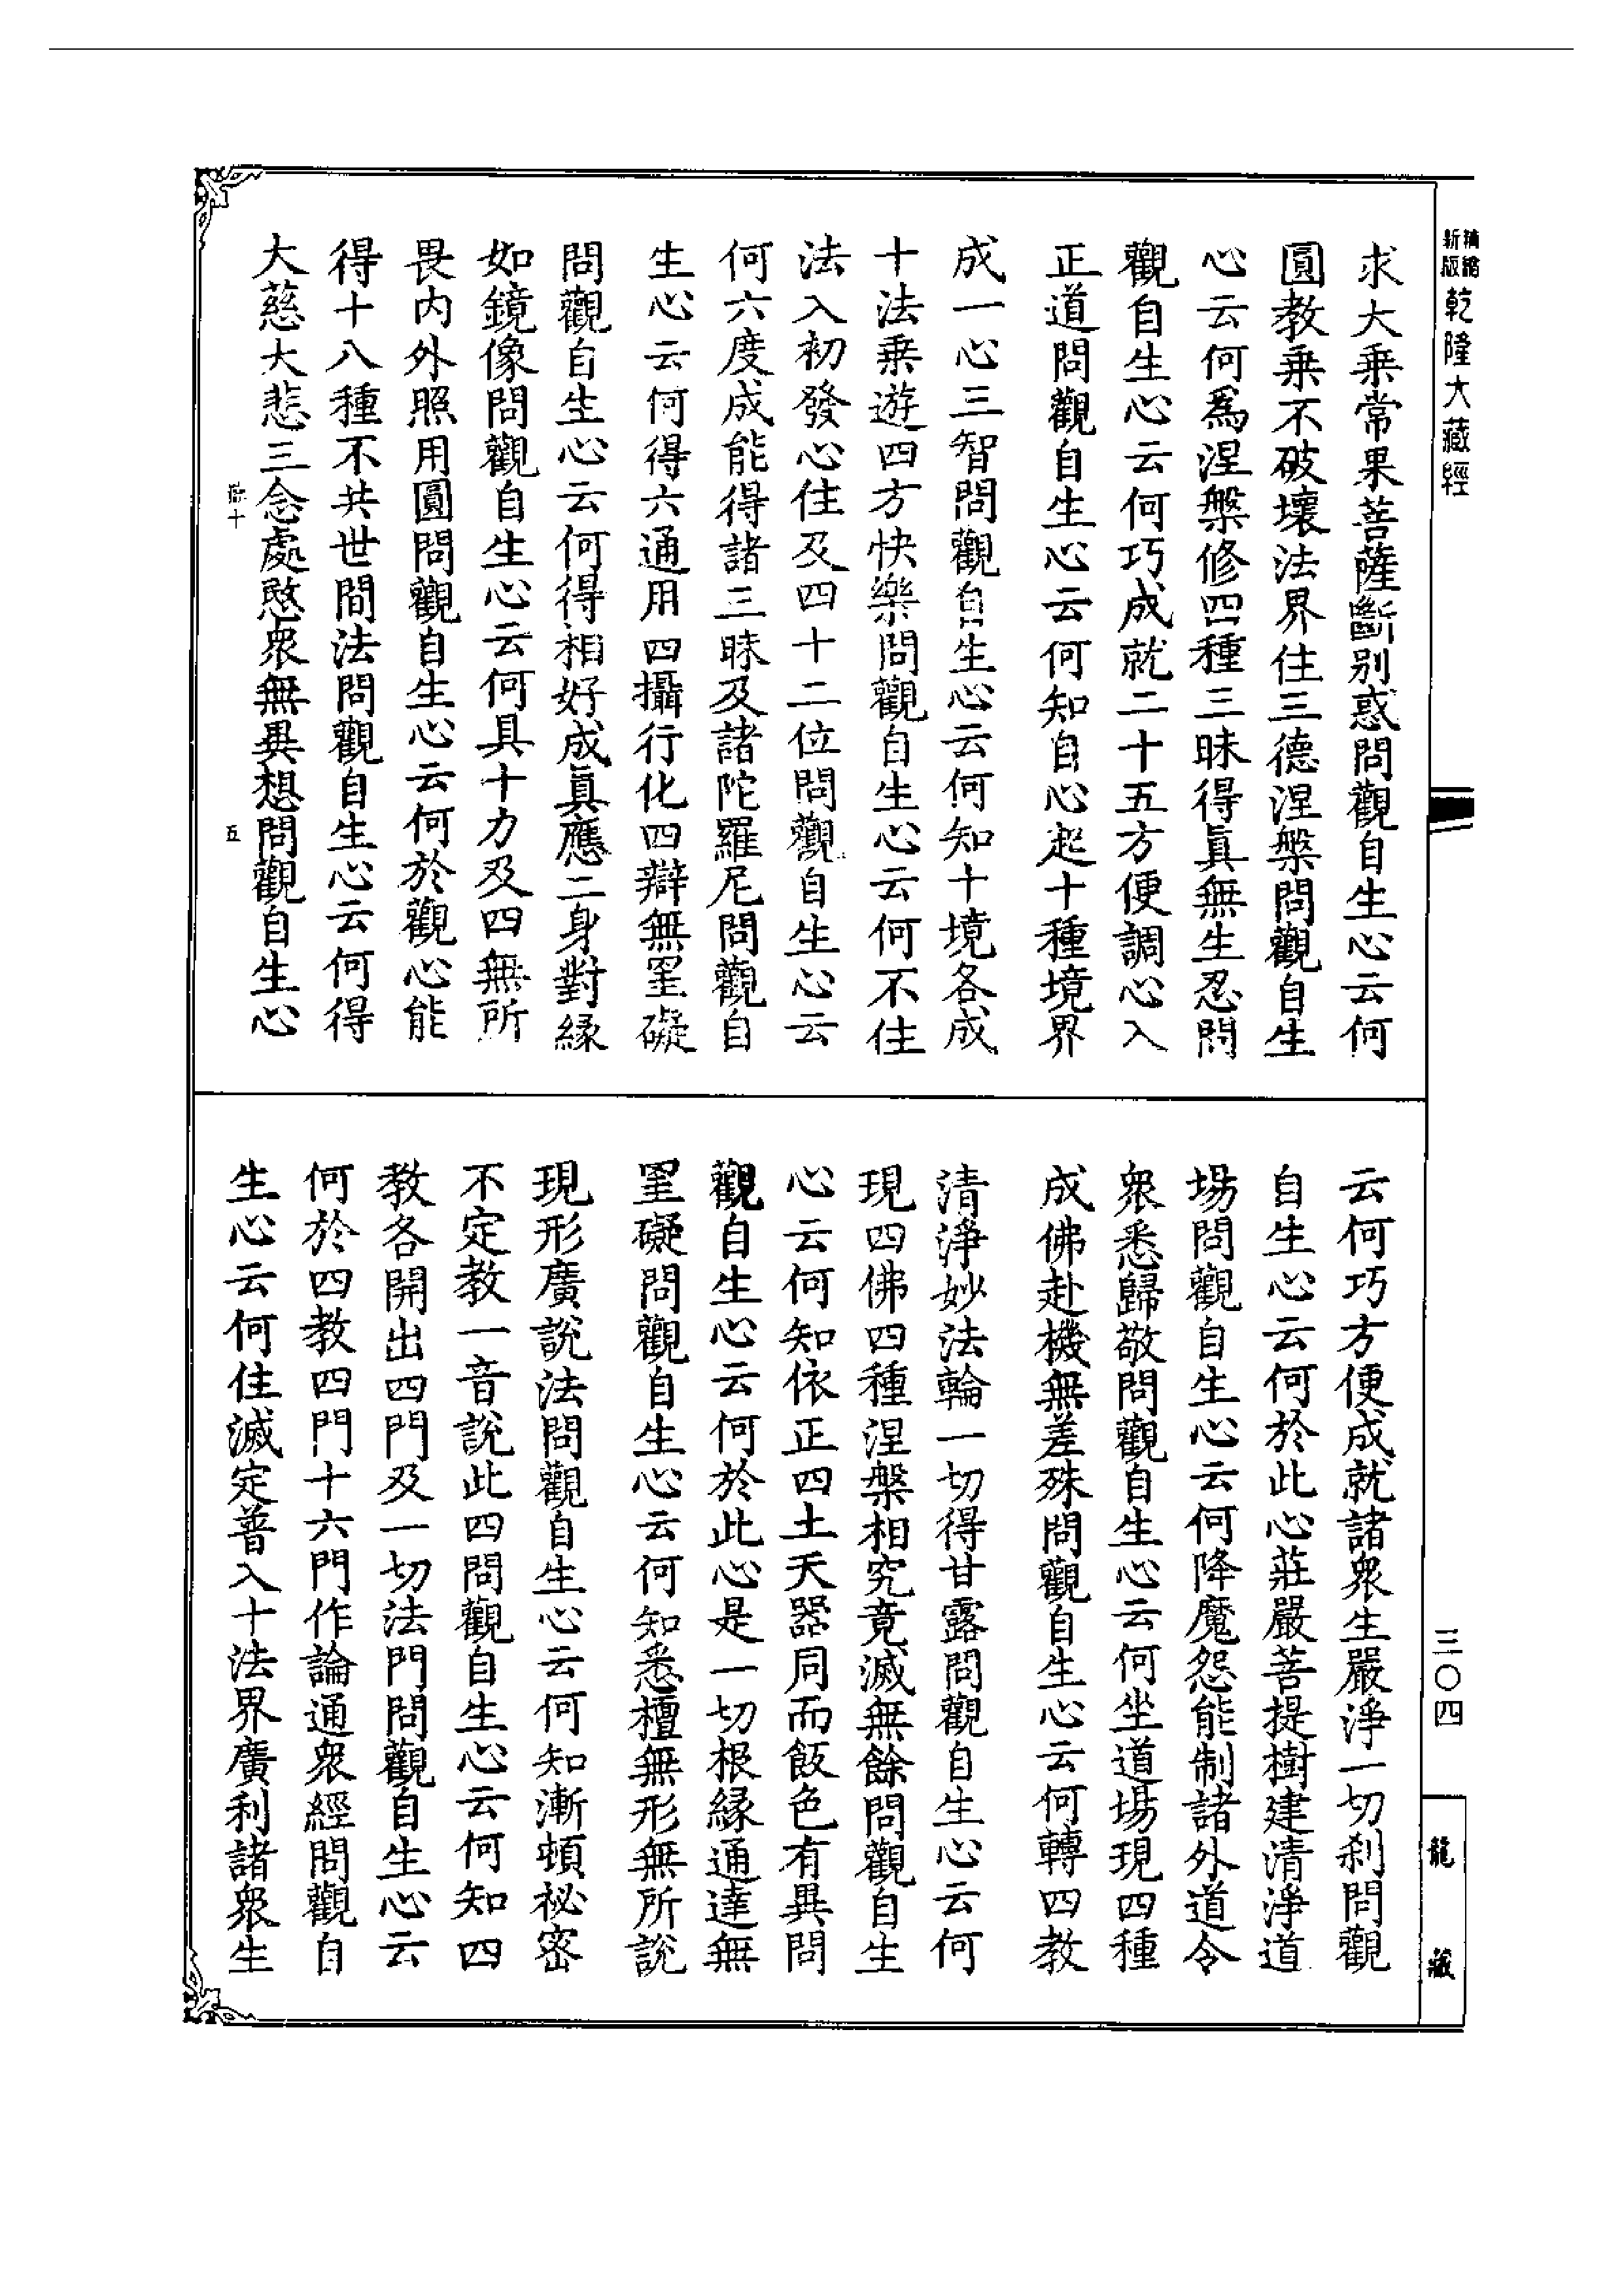 新版精縮乾隆大藏經
求大乘常果菩薩斷別惑問觀自生心云何
圓教乗不破壞法界住三德涅槃問觀自生
心云何爲涅槃修四種三昧得眞無生忍問
觀自生心云何巧成就二十五方便調心入
正道問觀自生心云何知自心起十種境界
成一心三智問觀自生心云何知十境各成
十法乗遊四方快樂問觀自生心云何不住
法入初發心住及四十二位問觀自生心云
何六度成能得諸三昧及諸陀羅尼問觀自
生心云何得六通用四攝行化四辯無罣礙
問觀自生心云何得相好成眞應二身對緣
如鏡像問觀自生心云何具十力及四無所
畏内外照用圓問觀自生心云何於觀心能
得十八種不共世間法問觀自生心云何得
大慈大悲三念處愍衆無異想問觀自生心
十 五
云何巧方便成就諸衆生嚴淨一切刹問觀
自生心云何於此心莊嚴菩提樹建清淨道
場問觀自生心云何降魔怨能制諸外道令
衆悉歸敬問觀自生心云何坐道場現四種
成佛赴機無差殊問觀自生心云何轉四教
清淨妙法輪一切得甘露問觀自生心云何
現四佛四種涅槃相究竟滅無餘問觀自生
心云何知依正四土天器同而飯色有異問
觀自生心云何於此心是一切根緣通達無
罣礙問觀自生心云何知悉檀無形無所說
現形廣說法問觀自生心云何知漸頓祕密
不定教一音說此四問觀自生心云何知四
教各開出四門及一切法門問觀自生心云
何於四教四門十六門作論通衆經問觀自
生心云何住滅定普入十法界廣利諸衆生
三〇四
龍藏